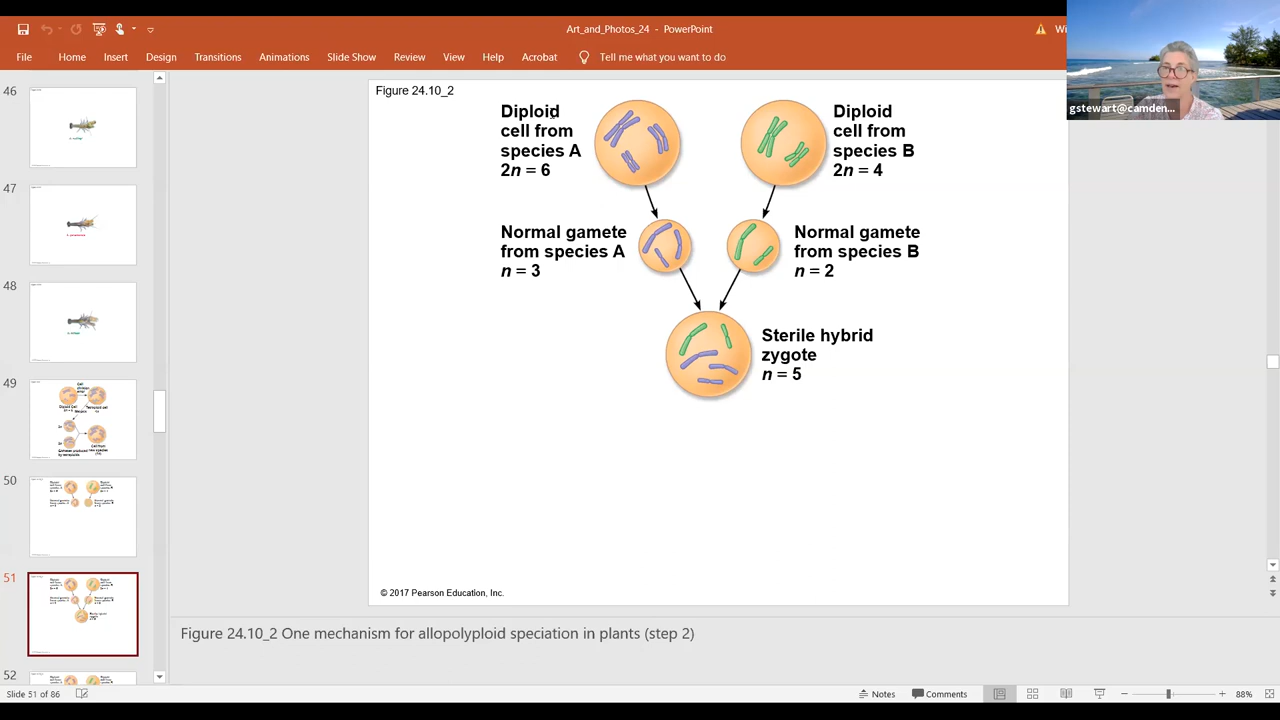 Art_and_Photos_24 - PowerPoint
Wi
File Home Insert Design Transitions Animations Slide Show Review View Help Acrobat Tell me what you want to do
gstewart@camden...
46
47
48
49
50
51
52
Figure 24.10_2
Diploid
cell from
species A
2n = 6
Diploid
cell from
species B
2n = 4
Normal gamete
from species A
n = 3
Normal gamete
from species B
n = 2
Sterile hybrid
zygote
n = 5
© 2017 Pearson Education, Inc.
Figure 24.10_2 One mechanism for allopolyploid speciation in plants (step 2)
Slide 51 of 86
Notes Comments
88%